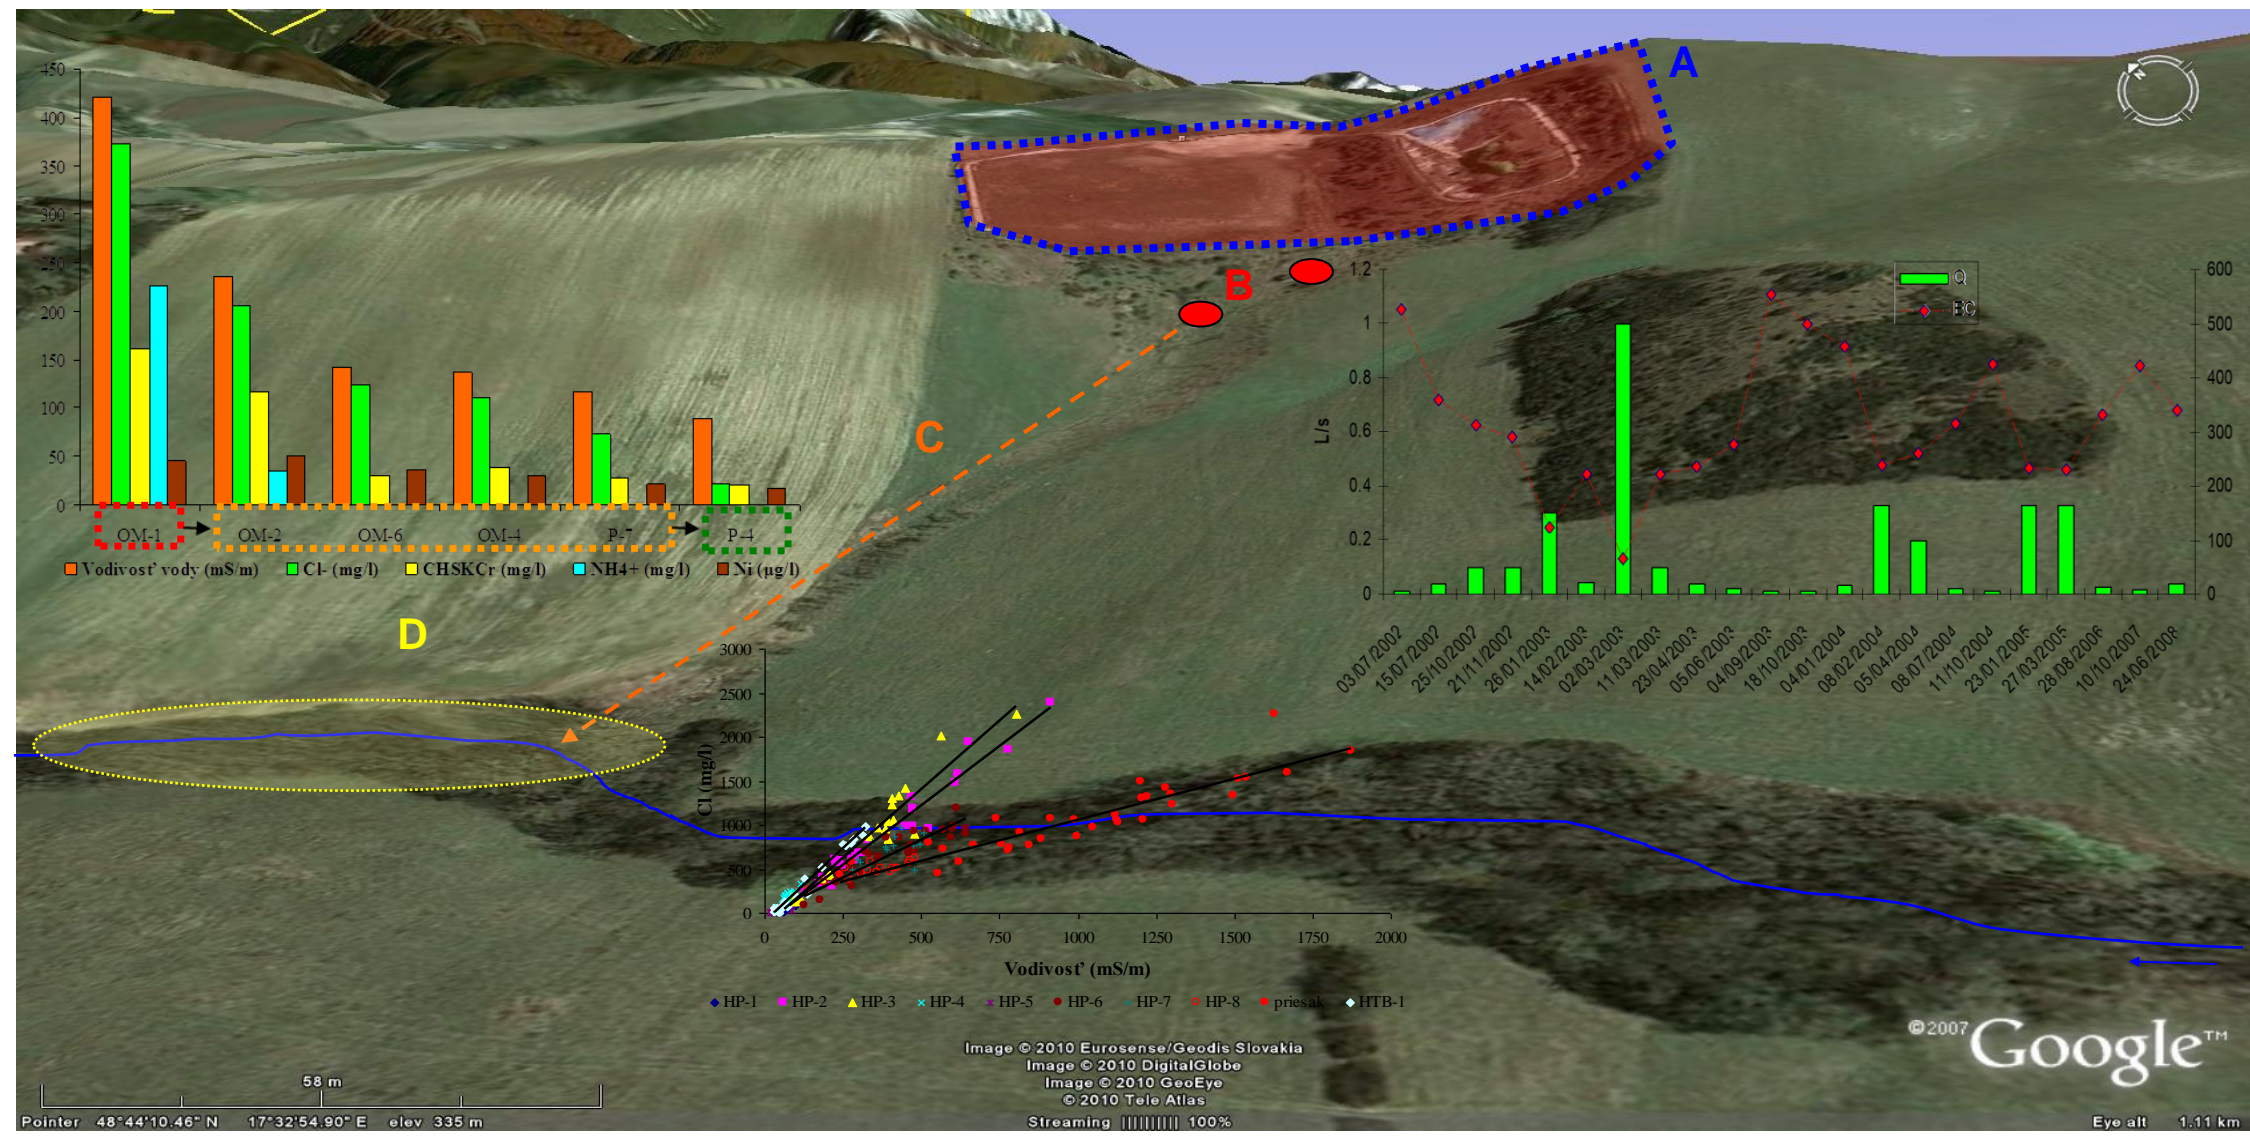 A
B
C
D
450
400
350
300
250
200
150
100
50
0
OM-1 OM-2 OM-6 OM-4 P-7 P-4
Vodivosť vody (mS/m) Cl- (mg/l) CHSKCr (mg/l) NH4+ (mg/l) Ni (µg/l)
Q
EC
L/s
1.2
1
0.8
0.6
0.4
0.2
0
600
500
400
300
200
100
0
03/07/2002
15/07/2002
25/10/2002
21/11/2002
26/01/2003
14/02/2003
02/03/2003
11/03/2003
23/04/2003
05/06/2003
04/09/2003
18/10/2003
04/01/2004
08/02/2004
05/04/2004
08/07/2004
11/10/2004
23/01/2005
27/03/2005
28/08/2006
10/10/2007
24/06/2008
Cl (mg/l)
3000
2500
2000
1500
1000
500
0
0 250 500 750 1000 1250 1500 1750 2000
Vodivosť (mS/m)
HP-1 HP-2 HP-3 HP-4 HP-5 HP-6 HP-7 HP-8 priesak HTB-1
N
Image © 2010 Eurosense/Geodis Slovakia
Image © 2010 DigitalGlobe
Image © 2010 GeoEye
© 2010 Tele Atlas
©2007 Google™
58 m
Pointer 48°44'10.46" N 17°32'54.90" E elev 335 m
Streaming |||||||||| 100%
Eye alt 1.11 km